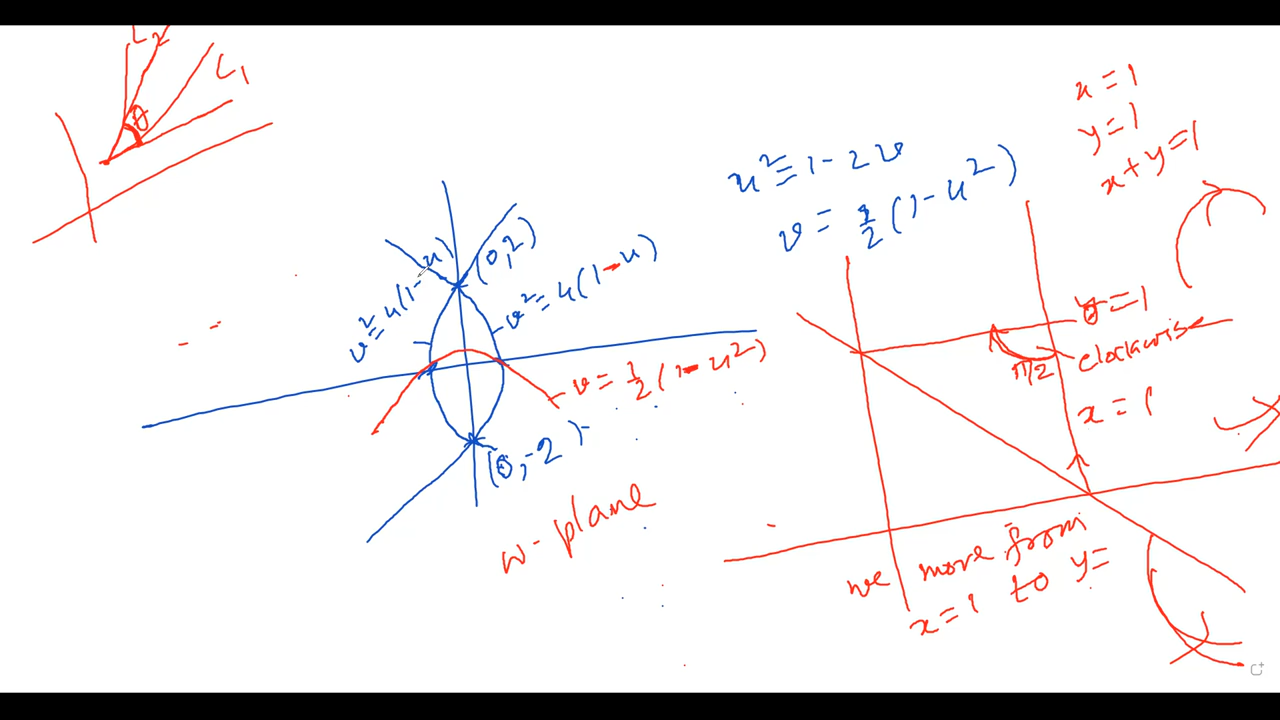 L₂
L₁
θ
x = 1
y = 1
x + y = 1
u² = 1 - 2v
v = ½(1 - u²)
(0, 2)
v² = 4(1 - u)
v² = 4(1 - u)
v = ½(1 - u²)
(0, -2)
w-plane
y = 1
clockwise
π/2
x = 1
we move from
x = 1 to y =